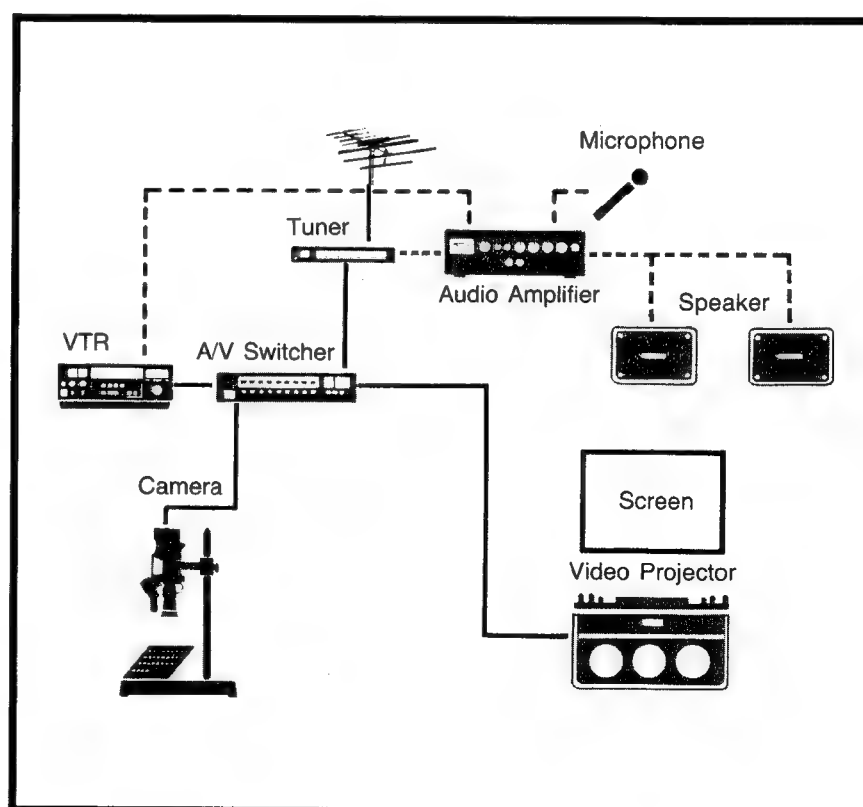 Microphone
Tuner
Audio Amplifier
Speaker
VTR
A/V Switcher
Camera
Screen
Video Projector